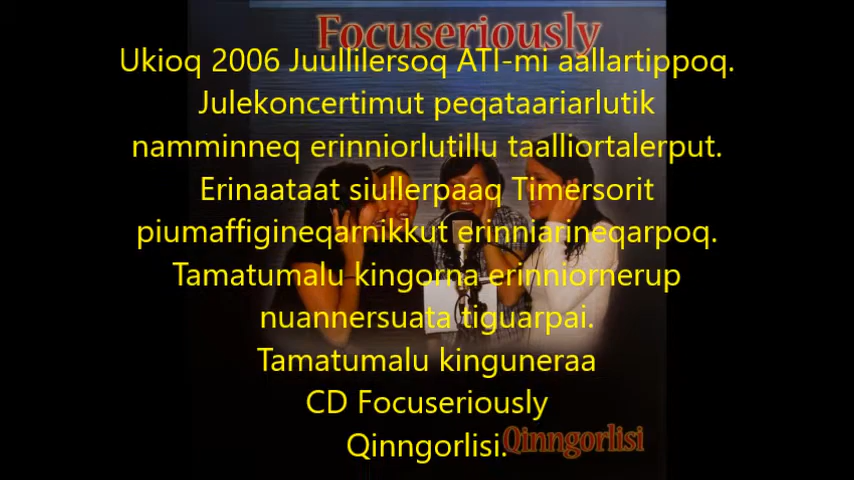 Focuseriously
Ukioq 2006 Juullilersoq ATI-mi aallartippoq.
Julekoncertimut peqataariarlutik
namminneq erinniorlutillu taalliortalerput.
Erinaataat siullerpaaq Timersorit
piumaffigineqarnikkut erinniarineqarpoq.
Tamatumalu kingorna erinniornerup
nuannersuata tiguarpai.
Tamatumalu kinguneraa
CD Focuseriously
Qinngorlisi.
Qinngorlisi